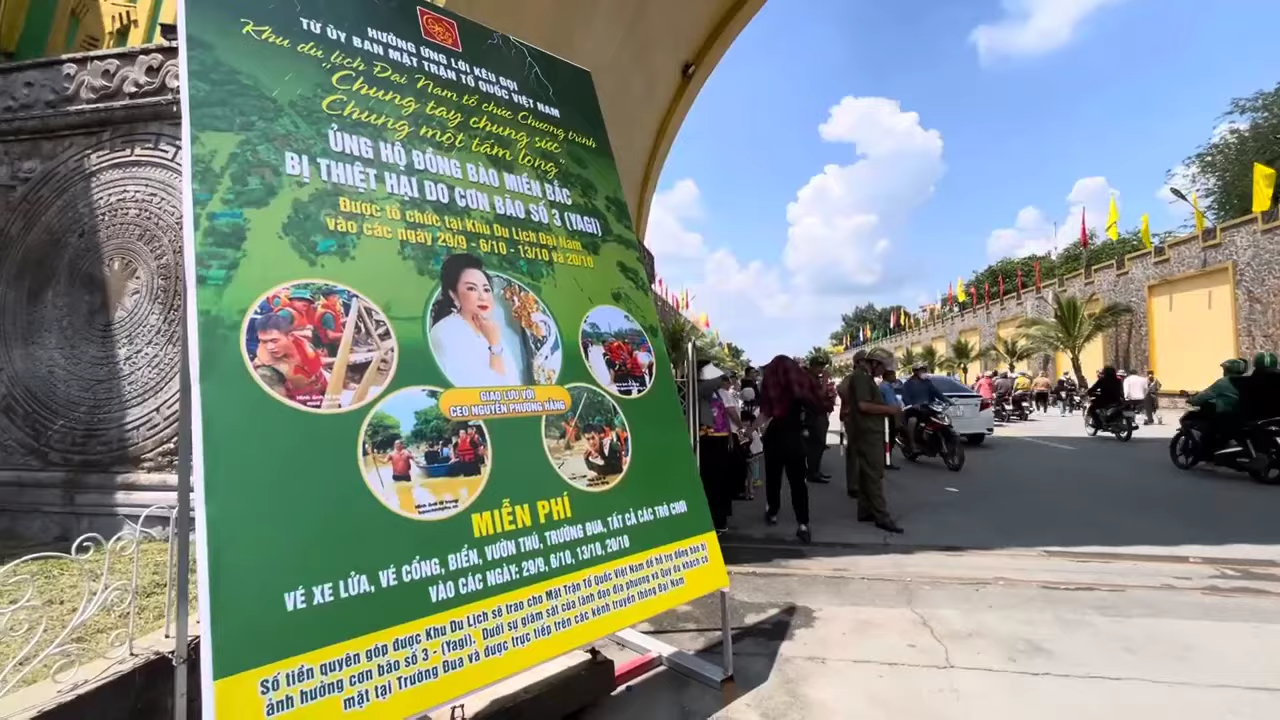 HƯỞNG ỨNG LỜI KÊU GỌI
TỪ ỦY BAN MẶT TRẬN TỔ QUỐC VIỆT NAM
Khu du lịch Đại Nam tổ chức Chương trình
"Chung tay chung sức
Chung một tấm lòng"
ỦNG HỘ ĐỒNG BÀO MIỀN BẮC
BỊ THIỆT HẠI DO CƠN BÃO SỐ 3 (YAGI)
Được tổ chức tại Khu Du Lịch Đại Nam
vào các ngày 29/9 - 6/10 - 13/10 và 20/10
GIAO LƯU VỚI
CEO NGUYỄN PHƯƠNG HẰNG
MIỄN PHÍ
VÉ XE LỬA, VÉ CỔNG, BIỂN, VƯỜN THÚ, TRƯỜNG ĐUA, TẤT CẢ CÁC TRÒ CHƠI
VÀO CÁC NGÀY: 29/9, 6/10, 13/10, 20/10
Số tiền quyên góp được Khu Du Lịch sẽ trao cho Mặt Trận Tổ Quốc Việt Nam để hỗ trợ đồng bào bị
ảnh hưởng cơn bão số 3 - (Yagi). Dưới sự giám sát của lãnh đạo địa phương và Quý du khách có
mặt tại Trường Đua và được trực tiếp trên các kênh truyền thông Đại Nam